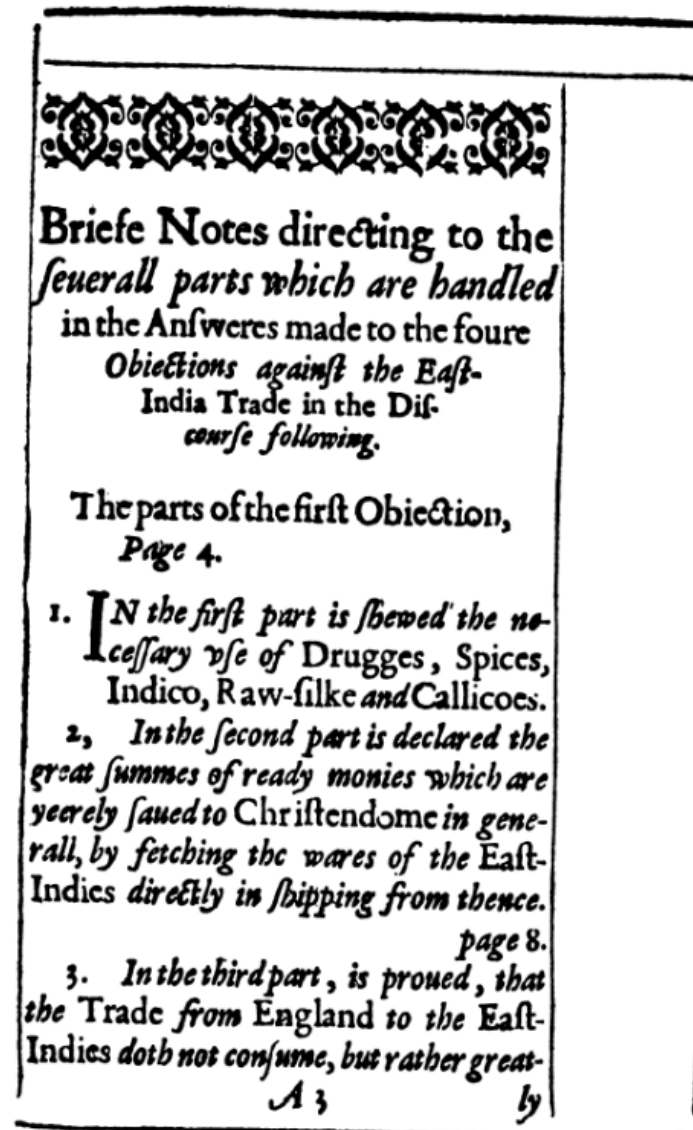 Briefe Notes directing to the
ſeuerall parts which are handled
in the Anſweres made to the foure
Obiections againſt the Eaſt-
India Trade in the Diſ-
courſe following.
The parts of the firſt Obiection,
Page 4.
1. IN the firſt part is ſhewed the ne-
ceſſary vſe of Drugges, Spices,
Indico, Raw-ſilke and Callicoes.
2, In the ſecond part is declared the
great ſummes of ready monies which are
yeerely ſaued to Chriſtendome in gene-
rall, by fetching the wares of the Eaſt-
Indies directly in ſhipping from thence.
page 8.
3. In the third part, is proued, that
the Trade from England to the Eaſt-
Indies doth not conſume, but rather great-
A 3 ly